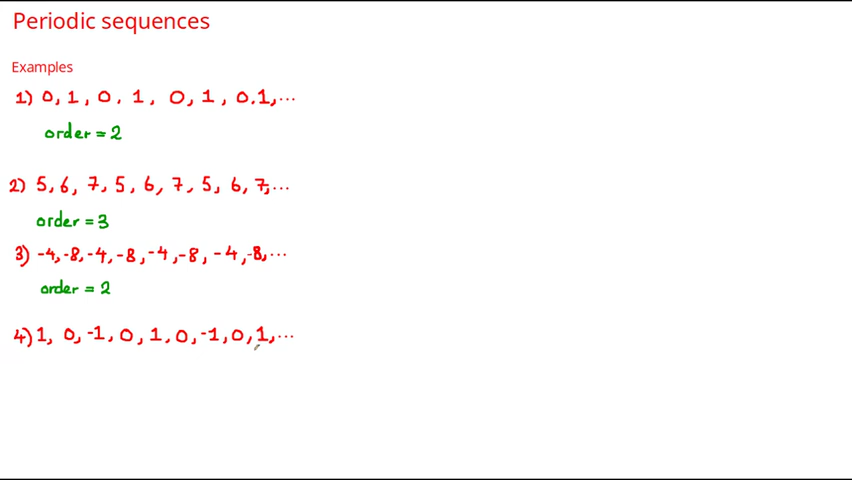 Periodic sequences
Examples
1) 0, 1, 0, 1, 0, 1, 0.1, ...
order = 2
2) 5, 6, 7, 5, 6, 7, 5, 6, 7, ...
order = 3
3) -4, -8, -4, -8, -4, -8, -4, -8, ...
order = 2
4) 1, 0, -1, 0, 1, 0, -1, 0, 1, ...